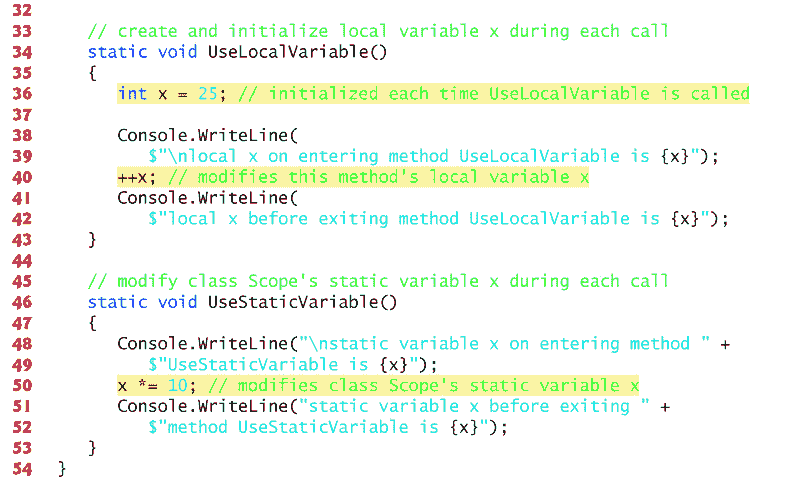 32
33 // create and initialize local variable x during each call
34 static void UseLocalVariable()
35 {
36 int x = 25; // initialized each time UseLocalVariable is called
37
38 Console.WriteLine(
39 $"\nlocal x on entering method UseLocalVariable is {x}");
40 ++x; // modifies this method's local variable x
41 Console.WriteLine(
42 $"local x before exiting method UseLocalVariable is {x}");
43 }
44
45 // modify class Scope's static variable x during each call
46 static void UseStaticVariable()
47 {
48 Console.WriteLine("\nstatic variable x on entering method " +
49 $"UseStaticVariable is {x}");
50 x *= 10; // modifies class Scope's static variable x
51 Console.WriteLine("static variable x before exiting " +
52 $"method UseStaticVariable is {x}");
53 }
54 }